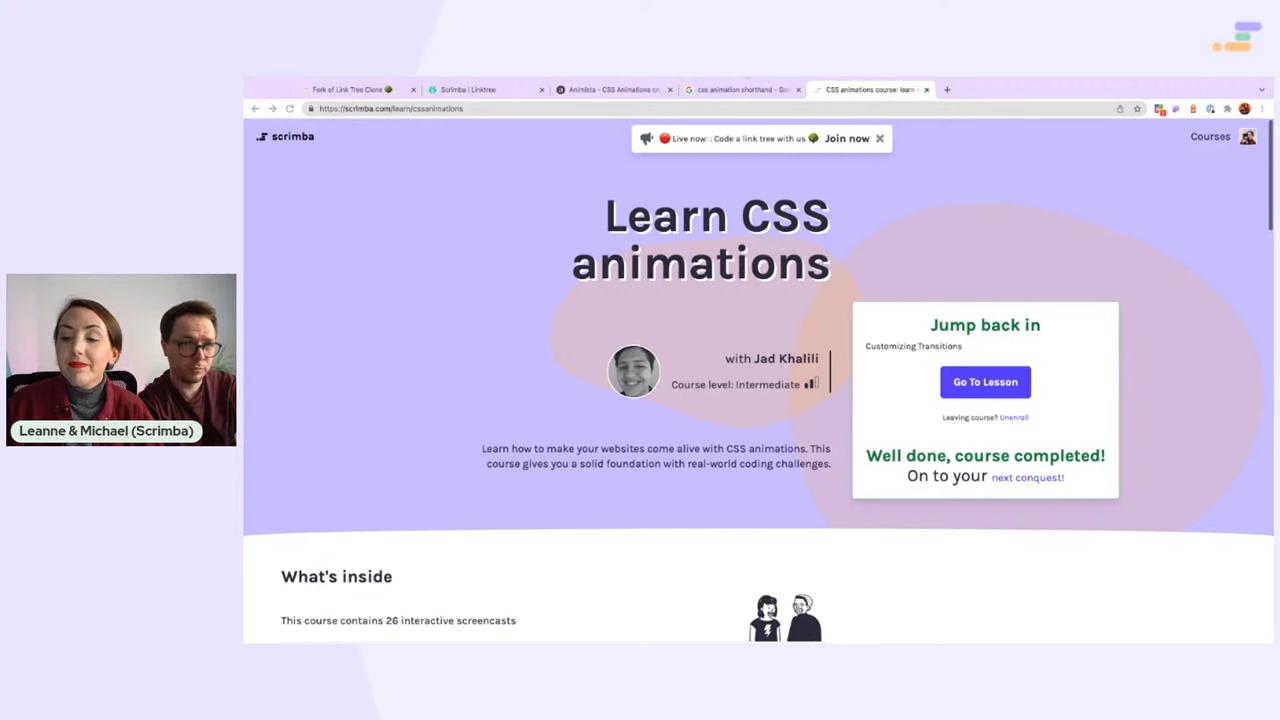 Fork of Link Tree Clone
Scrimba | Linktree
Animista - CSS Animations on
css animation shorthand - Goo
CSS animations course: learn
https://scrimba.com/learn/cssanimations
scrimba
Live now. : Code a link tree with us
Join now
Courses
Learn CSS
animations
with Jad Khalili
Course level: Intermediate
Learn how to make your websites come alive with CSS animations. This
course gives you a solid foundation with real-world coding challenges.
Jump back in
Customizing Transitions
Go To Lesson
Leaving course? Unenroll
Well done, course completed!
On to your next conquest!
Leanne & Michael (Scrimba)
What's inside
This course contains 26 interactive screencasts